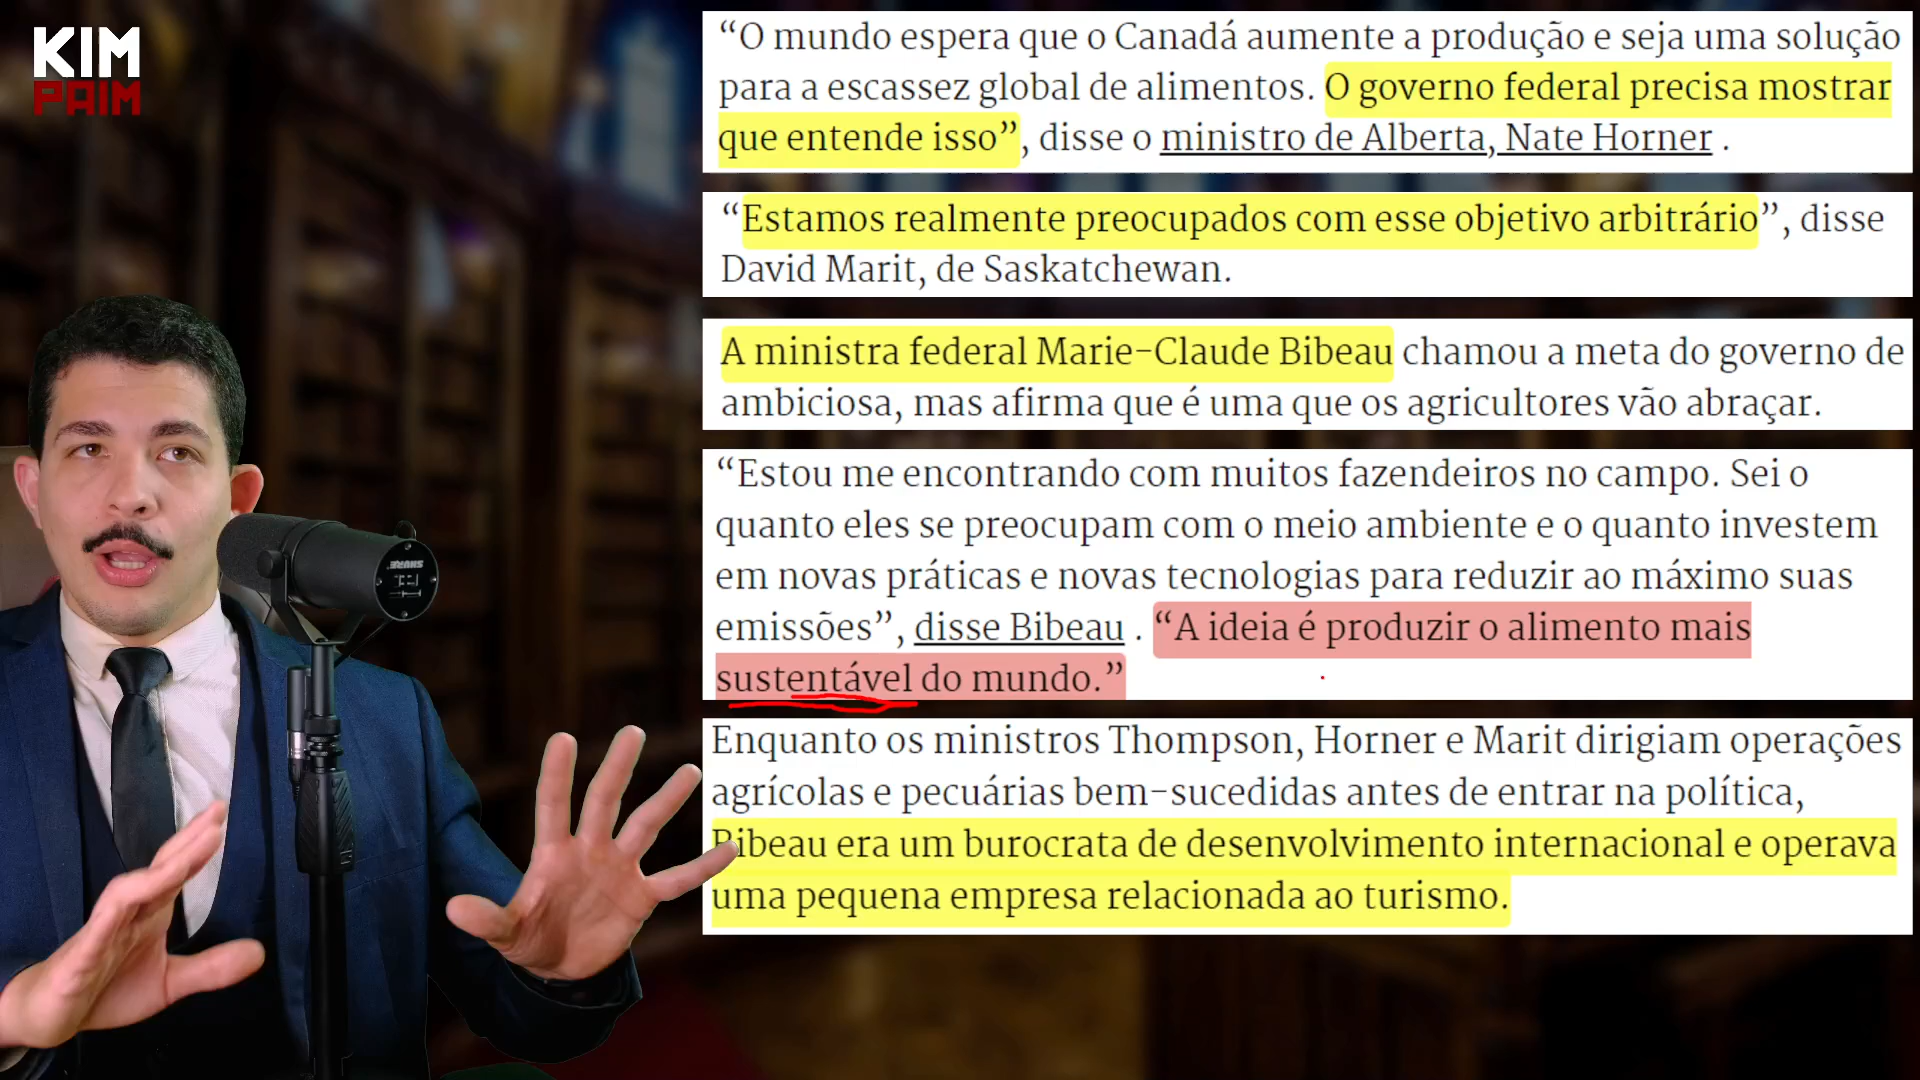 KIM
PAIM
“O mundo espera que o Canadá aumente a produção e seja uma solução
para a escassez global de alimentos. O governo federal precisa mostrar
que entende isso”, disse o ministro de Alberta, Nate Horner .
“Estamos realmente preocupados com esse objetivo arbitrário”, disse
David Marit, de Saskatchewan.
A ministra federal Marie-Claude Bibeau chamou a meta do governo de
ambiciosa, mas afirma que é uma que os agricultores vão abraçar.
“Estou me encontrando com muitos fazendeiros no campo. Sei o
quanto eles se preocupam com o meio ambiente e o quanto investem
em novas práticas e novas tecnologias para reduzir ao máximo suas
emissões”, disse Bibeau . “A ideia é produzir o alimento mais
sustentável do mundo.”
Enquanto os ministros Thompson, Horner e Marit dirigiam operações
agrícolas e pecuárias bem-sucedidas antes de entrar na política,
Bibeau era um burocrata de desenvolvimento internacional e operava
uma pequena empresa relacionada ao turismo.
SHURE